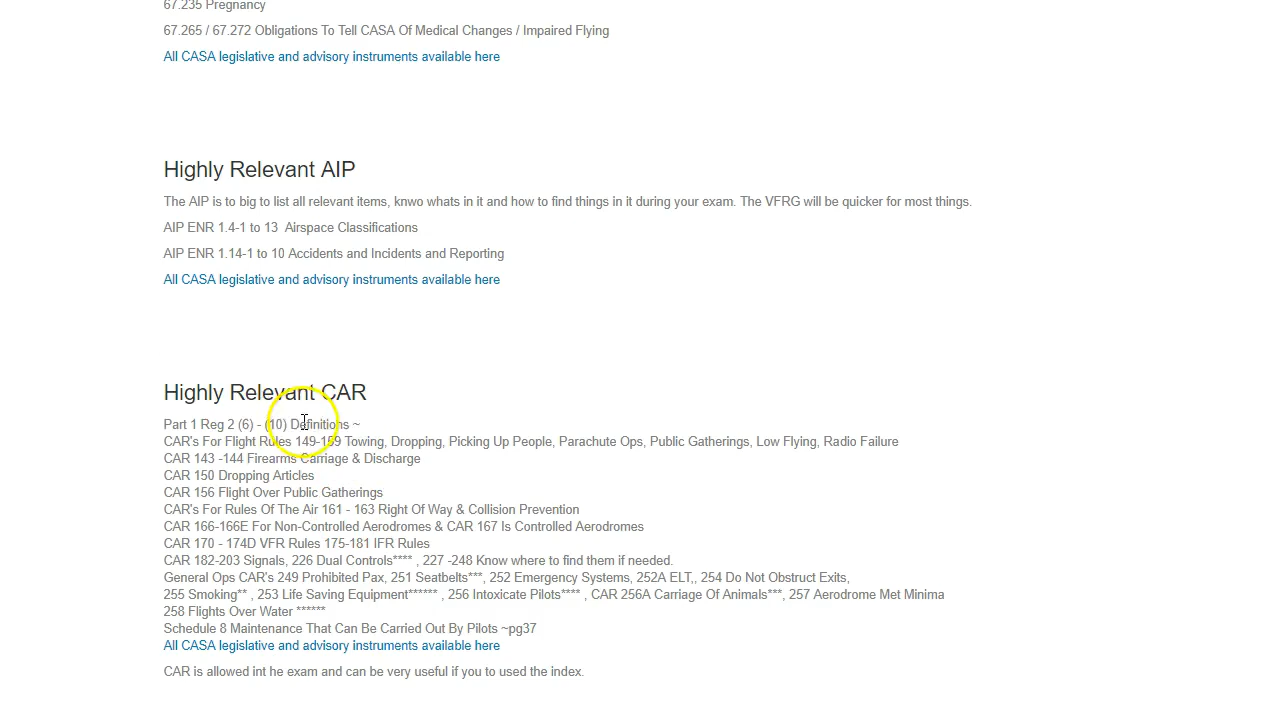 67.235 Pregnancy
67.265 / 67.272 Obligations To Tell CASA Of Medical Changes / Impaired Flying
All CASA legislative and advisory instruments available here
Highly Relevant AIP
The AIP is to big to list all relevant items, knwo whats in it and how to find things in it during your exam. The VFRG will be quicker for most things.
AIP ENR 1.4-1 to 13 Airspace Classifications
AIP ENR 1.14-1 to 10 Accidents and Incidents and Reporting
All CASA legislative and advisory instruments available here
Highly Relevant CAR
Part 1 Reg 2 (6) - (10) Definitions ~
CAR's For Flight Rules 149-159 Towing, Dropping, Picking Up People, Parachute Ops, Public Gatherings, Low Flying, Radio Failure
CAR 143 -144 Firearms Carriage & Discharge
CAR 150 Dropping Articles
CAR 156 Flight Over Public Gatherings
CAR's For Rules Of The Air 161 - 163 Right Of Way & Collision Prevention
CAR 166-166E For Non-Controlled Aerodromes & CAR 167 Is Controlled Aerodromes
CAR 170 - 174D VFR Rules 175-181 IFR Rules
CAR 182-203 Signals, 226 Dual Controls**** , 227 -248 Know where to find them if needed.
General Ops CAR's 249 Prohibited Pax, 251 Seatbelts***, 252 Emergency Systems, 252A ELT,, 254 Do Not Obstruct Exits,
255 Smoking** , 253 Life Saving Equipment****** , 256 Intoxicate Pilots**** , CAR 256A Carriage Of Animals***, 257 Aerodrome Met Minima
258 Flights Over Water ******
Schedule 8 Maintenance That Can Be Carried Out By Pilots ~pg37
All CASA legislative and advisory instruments available here
CAR is allowed int he exam and can be very useful if you to used the index.